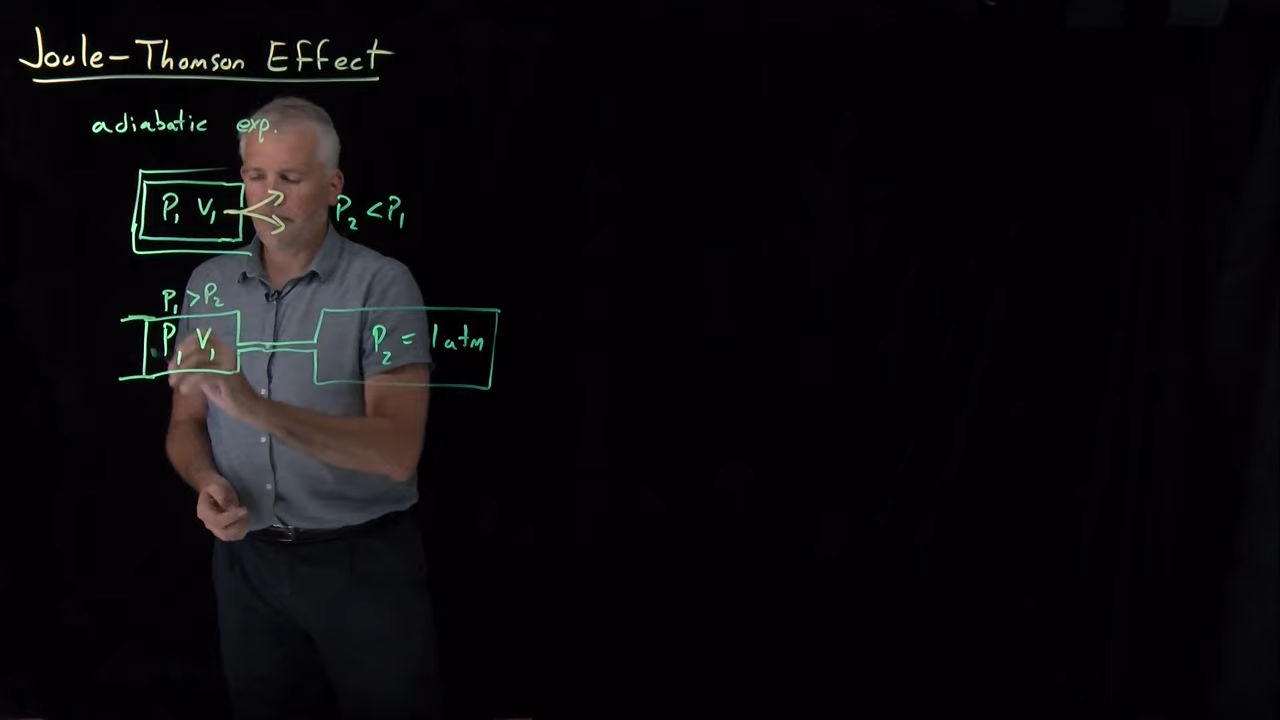 Joule-Thomson Effect
adiabatic exp.
P₁ V₁ P₂ < P₁
P₁ > P₂
P₁ V₁ P₂ = 1 atm